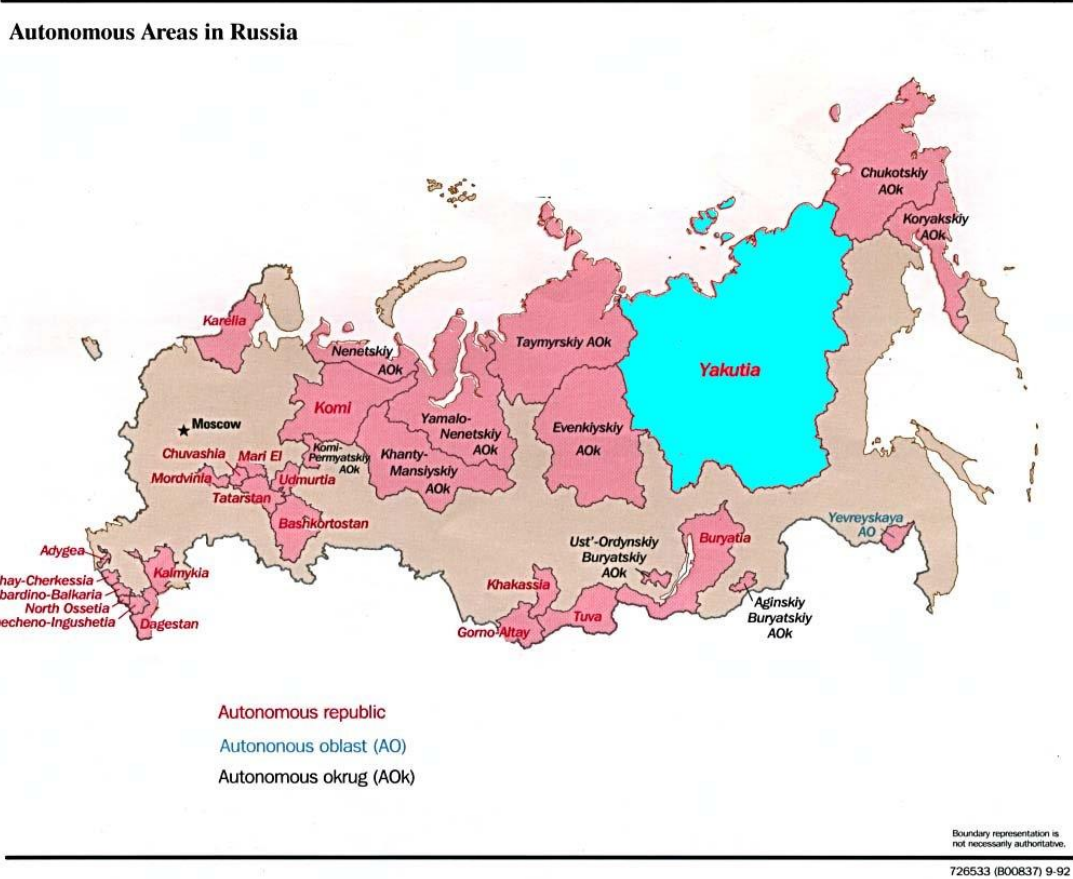 Autonomous Areas in Russia
Chukotskiy
AOk
Koryakskiy
AOk
Karelia
Nenetskiy
AOk
Taymyrskiy AOk
Yakutia
Komi
Yamalo-
Nenetskiy
AOk
Evenkiyskiy
AOk
Moscow
Komi-
Permyatskiy
AOk
Khanty-
Mansiyskiy
AOk
Chuvashia
Mari El
Mordvinia
Udmurtia
Tatarstan
Bashkortostan
Yevreyskaya
AO
Adygea
Kalmykia
hay-Cherkessia
bardino-Balkaria
North Ossetia
echeno-Ingushetia
Dagestan
Ust'-Ordynskiy
Buryatskiy
AOk
Buryatia
Khakassia
Gorno-Altay
Tuva
Aginskiy
Buryatskiy
AOk
Autonomous republic
Autononous oblast (AO)
Autonomous okrug (AOk)
Boundary representation is
not necessarily authoritative.
726533 (B00837) 9-92